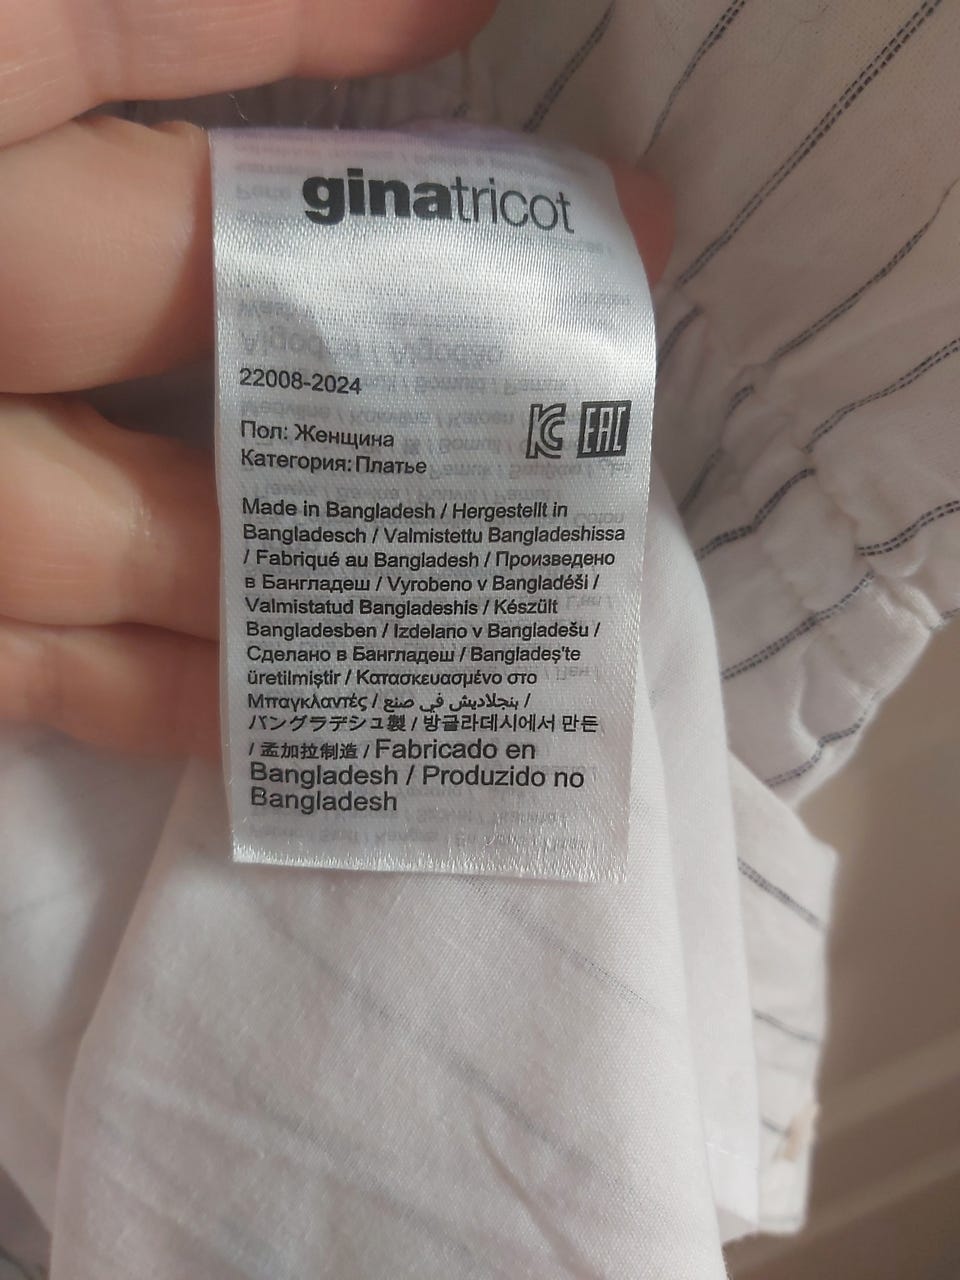 ginatricot
22008-2024
Пол: Женщина
Категория: Платье
KC EAC
Made in Bangladesh / Hergestellt in
Bangladesch / Valmistettu Bangladeshissa
/ Fabriqué au Bangladesh / Произведено
в Бангладеш / Vyrobeno v Bangladéši /
Valmistatud Bangladeshis / Készült
Bangladesben / Izdelano v Bangladešu /
Сделано в Бангладеш / Bangladeş'te
üretilmiştir / Κατασκευασμένο στο
Μπαγκλαντές / بنجلاديش في صنع /
バングラデシュ製 / 방글라데시에서 만든
/ 孟加拉制造 / Fabricado en
Bangladesh / Produzido no
Bangladesh